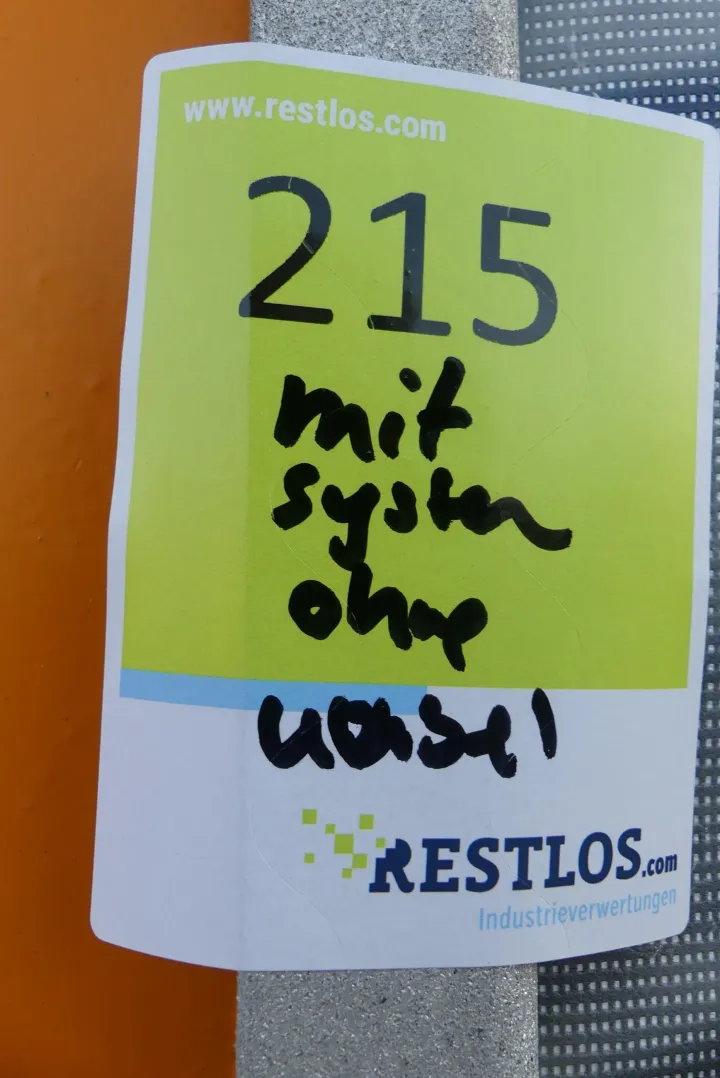 www.restlos.com
215
mit
system
ohne
RESTLOS.com
Industrieverwertungen